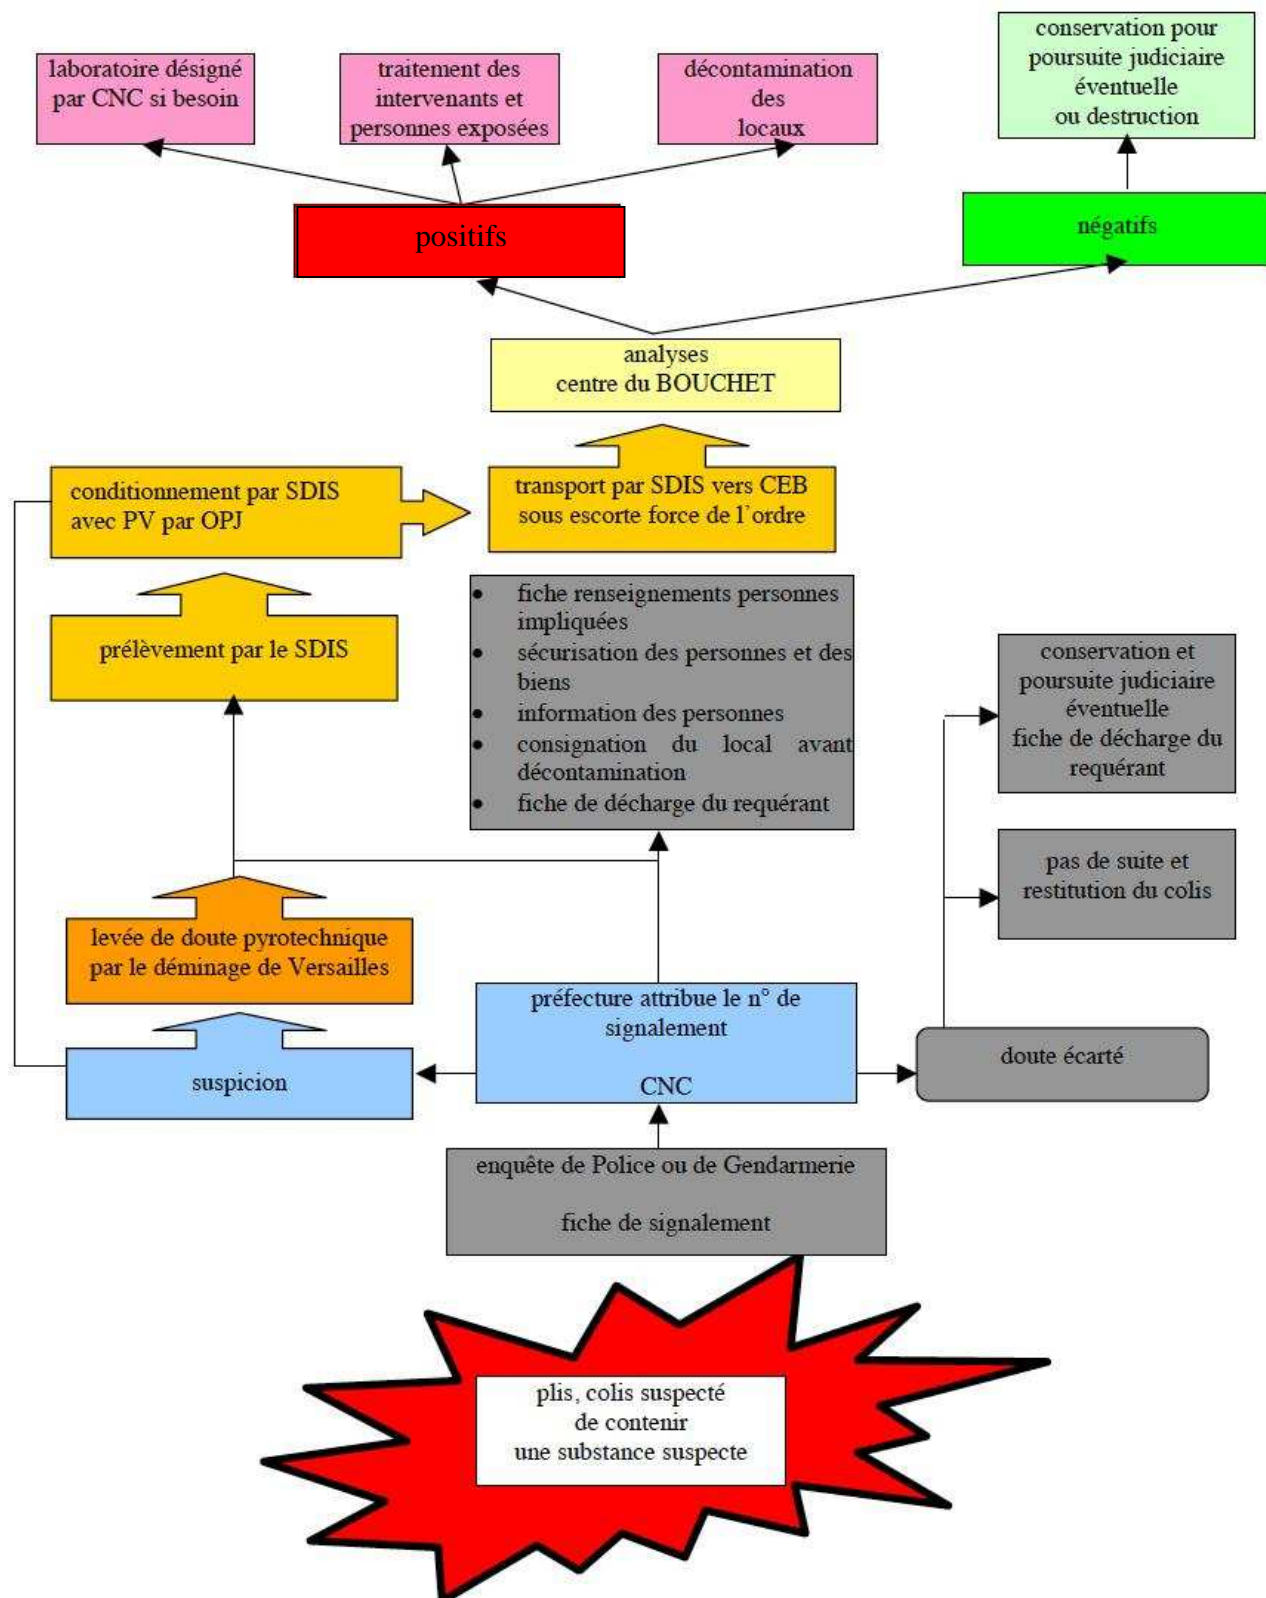 laboratoire désigné
par CNC si besoin
traitement des
intervenants et
personnes exposées
décontamination
des
locaux
conservation pour
poursuite judiciaire
éventuelle
ou destruction
positifs
négatifs
analyses
centre du BOUCHET
conditionnement par SDIS
avec PV par OPJ
transport par SDIS vers CEB
sous escorte force de l'ordre
prélèvement par le SDIS
• fiche renseignements personnes
impliquées
• sécurisation des personnes et des
biens
• information des personnes
• consignation du local avant
décontamination
• fiche de décharge du requérant
conservation et
poursuite judiciaire
éventuelle
fiche de décharge du
requérant
pas de suite et
restitution du colis
levée de doute pyrotechnique
par le déminage de Versailles
préfecture attribue le n° de
signalement
CNC
suspicion
doute écarté
enquête de Police ou de Gendarmerie
fiche de signalement
plis, colis suspecté
de contenir
une substance suspecte